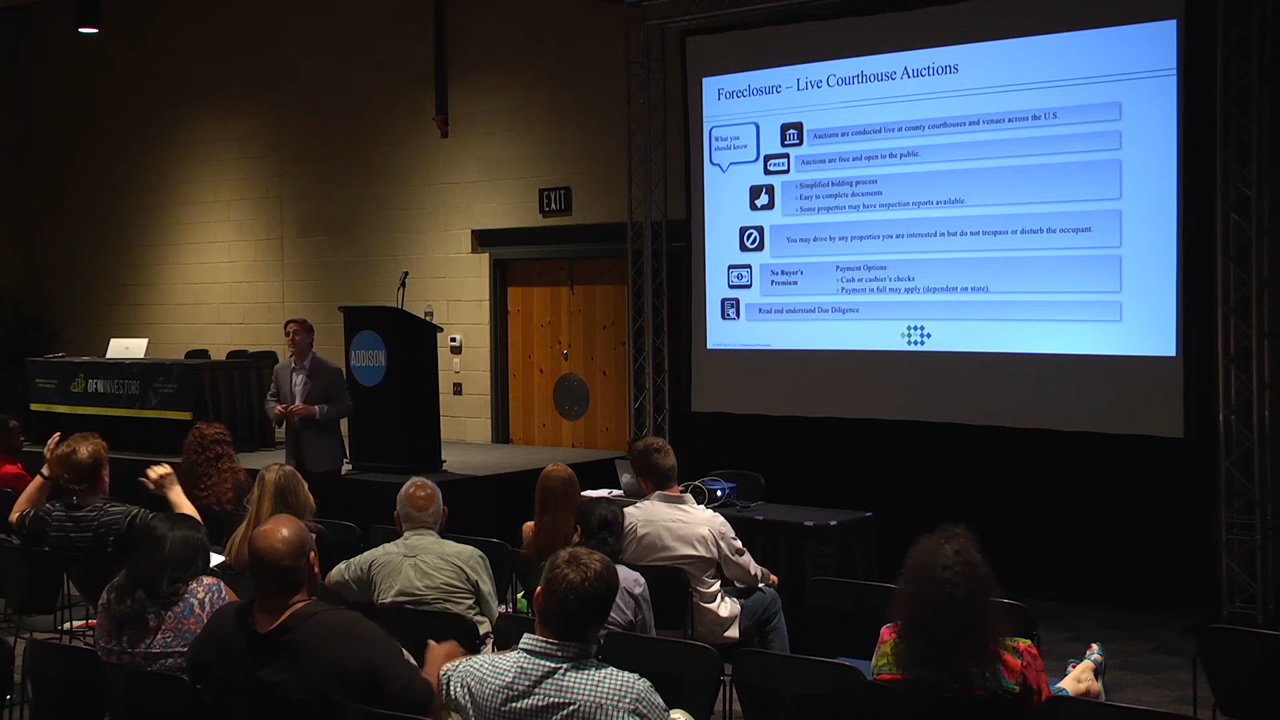 Foreclosure – Live Courthouse Auctions
What you
should know
Auctions are conducted live at county courthouses and venues across the U.S.
FREE
Auctions are free and open to the public.
› Simplified bidding process
› Easy to complete documents
› Some properties may have inspection reports available.
You may drive by any properties you are interested in but do not trespass or disturb the occupant.
No Buyer's
Premium
Payment Options:
› Cash or cashier's checks
› Payment in full may apply (dependent on state).
Read and understand Due Diligence
EXIT
ADDISON
DFWINVESTORS